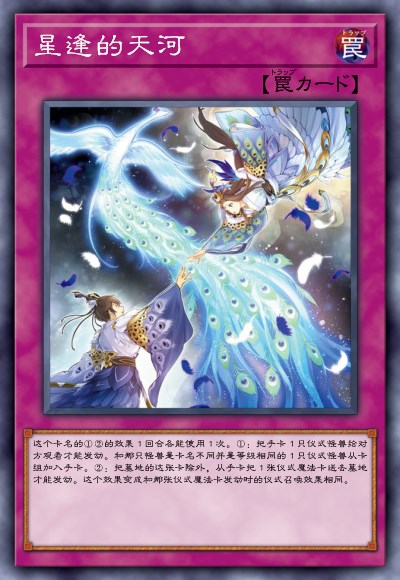 星逢的天河
トラップ
罠
トラップ
【罠カード】
这个卡名的①②的效果1回合各能使用1次。①：把手卡1只仪式怪兽给对
方观看才能发动。和那只怪兽是卡名不同并是等级相同的1只仪式怪兽从卡
组加入手卡。②：把墓地的这张卡除外，从手卡把1张仪式魔法卡送去墓地
才能发动。这个效果变成和那张仪式魔法卡发动时的仪式召唤效果相同。